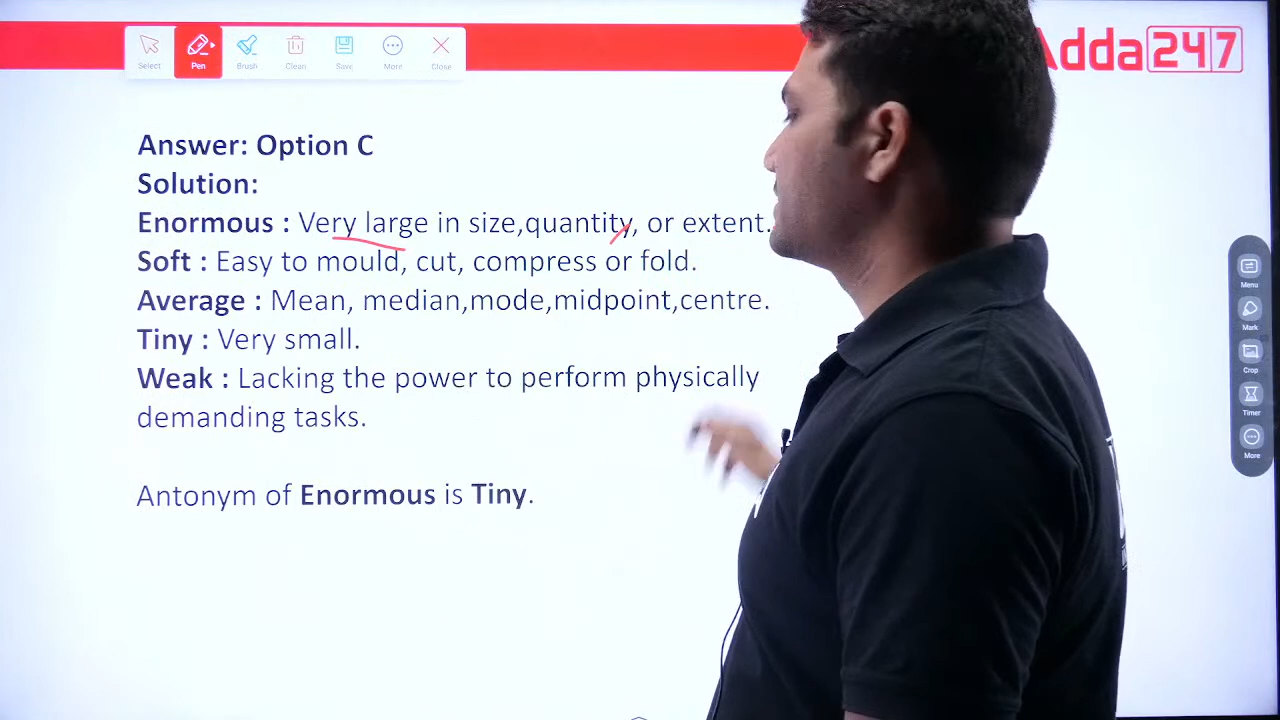 Select Pen Brush Clean Save More Close
Adda247
Answer: Option C
Solution:
Enormous : Very large in size,quantity, or extent.
Soft : Easy to mould, cut, compress or fold.
Average : Mean, median,mode,midpoint,centre.
Tiny : Very small.
Weak : Lacking the power to perform physically
demanding tasks.
Antonym of Enormous is Tiny.
Menu
Mark
Crop
Timer
More